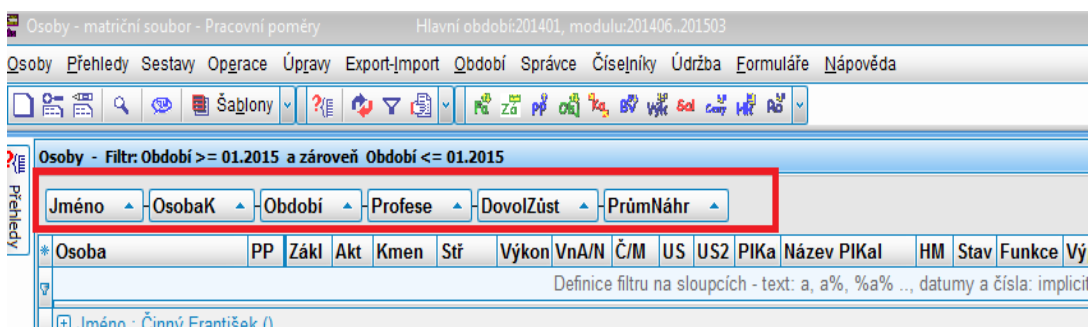 Osoby - matriční soubor - Pracovní poměry Hlavní období:201401, modulu:201406..201503
Osoby Přehledy Sestavy Operace Úpravy Export-Import Období Správce Číselníky Údržba Formuláře Nápověda
Šablony
Osoby - Filtr: Období >= 01.2015 a zároveň Období <= 01.2015
Přehledy
Jméno OsobaK Období Profese DovolZůst PrůmNáhr
* Osoba PP Zákl Akt Kmen Stř Výkon VnA/N Č/M US US2 PlKa Název PlKal HM Stav Funkce Vý
Definice filtru na sloupcích - text: a, a%, %a% .., datumy a čísla: implicit
Jméno : Činný František ()